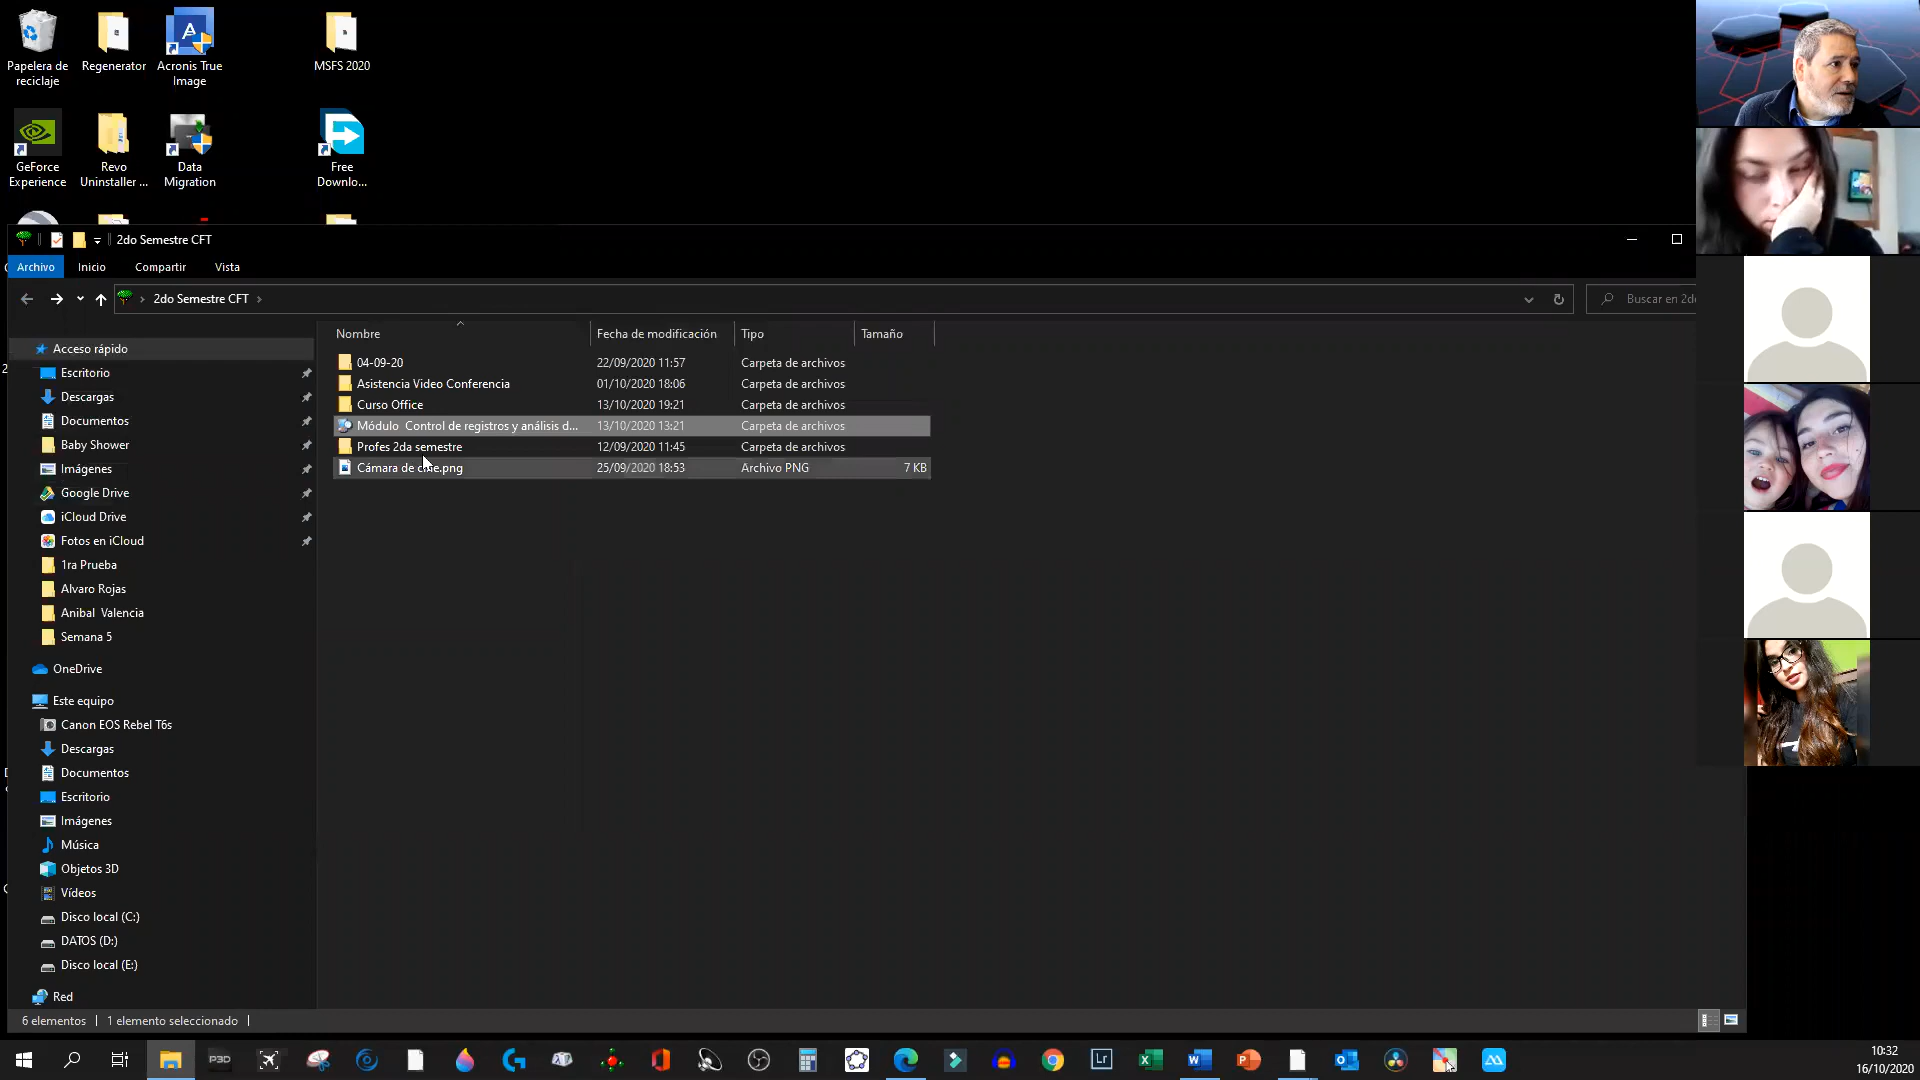 Papelera de
reciclaje
Regenerator
Acronis True
Image
MSFS 2020
GeForce
Experience
Revo
Uninstaller ...
Data
Migration
Free
Downlo...
2do Semestre CFT
Archivo
Inicio
Compartir
Vista
2do Semestre CFT
Buscar en 2do
Nombre
Fecha de modificación
Tipo
Tamaño
04-09-20 22/09/2020 11:57 Carpeta de archivos
Asistencia Video Conferencia 01/10/2020 18:06 Carpeta de archivos
Curso Office 13/10/2020 19:21 Carpeta de archivos
Módulo Control de registros y análisis d... 13/10/2020 13:21 Carpeta de archivos
Profes 2da semestre 12/09/2020 11:45 Carpeta de archivos
Cámara de cine.png 25/09/2020 18:53 Archivo PNG 7 KB
Acceso rápido
Escritorio
Descargas
Documentos
Baby Shower
Imágenes
Google Drive
iCloud Drive
Fotos en iCloud
1ra Prueba
Alvaro Rojas
Anibal Valencia
Semana 5
OneDrive
Este equipo
Canon EOS Rebel T6s
Descargas
Documentos
Escritorio
Imágenes
Música
Objetos 3D
Vídeos
Disco local (C:)
DATOS (D:)
Disco local (E:)
Red
6 elementos
1 elemento seleccionado
P3D
Lr
10:32
16/10/2020